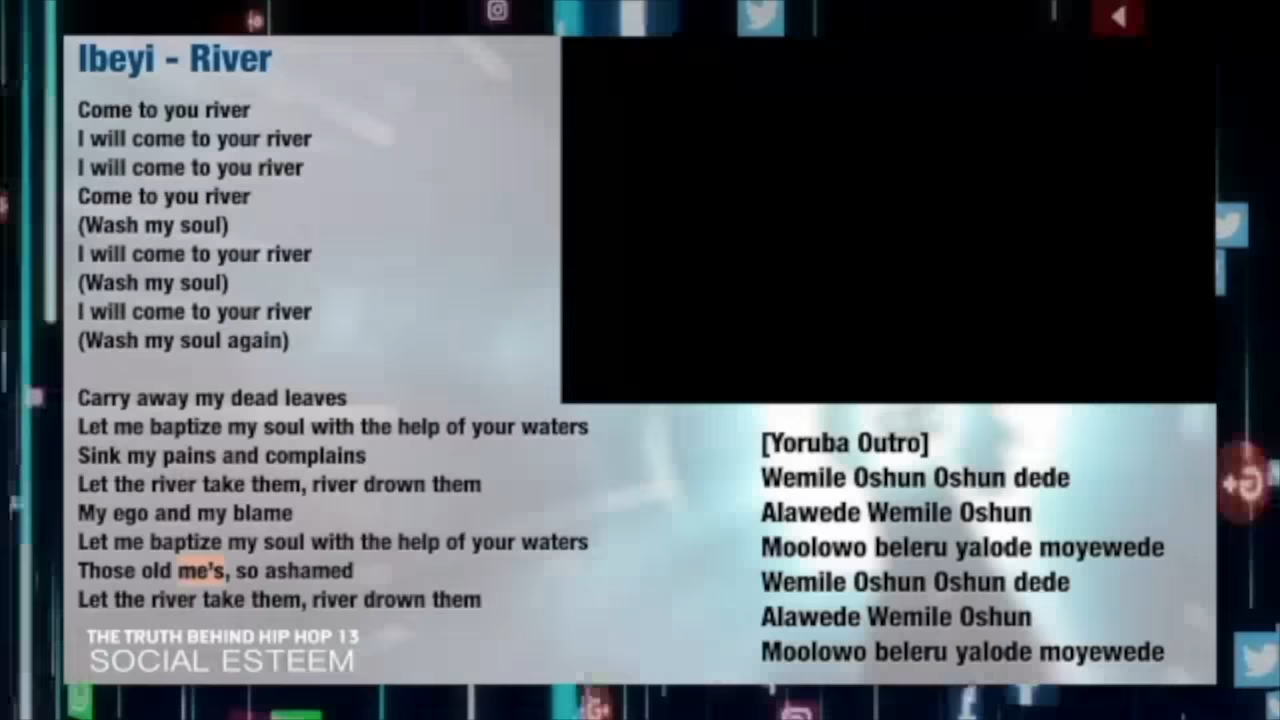 Ibeyi - River
Come to you river
I will come to your river
I will come to you river
Come to you river
(Wash my soul)
I will come to your river
(Wash my soul)
I will come to your river
(Wash my soul again)
Carry away my dead leaves
Let me baptize my soul with the help of your waters
Sink my pains and complains
Let the river take them, river drown them
My ego and my blame
Let me baptize my soul with the help of your waters
Those old me's, so ashamed
Let the river take them, river drown them
[Yoruba Outro]
Wemile Oshun Oshun dede
Alawede Wemile Oshun
Moolowo beleru yalode moyewede
Wemile Oshun Oshun dede
Alawede Wemile Oshun
Moolowo beleru yalode moyewede
THE TRUTH BEHIND HIP HOP 13
SOCIAL ESTEEM